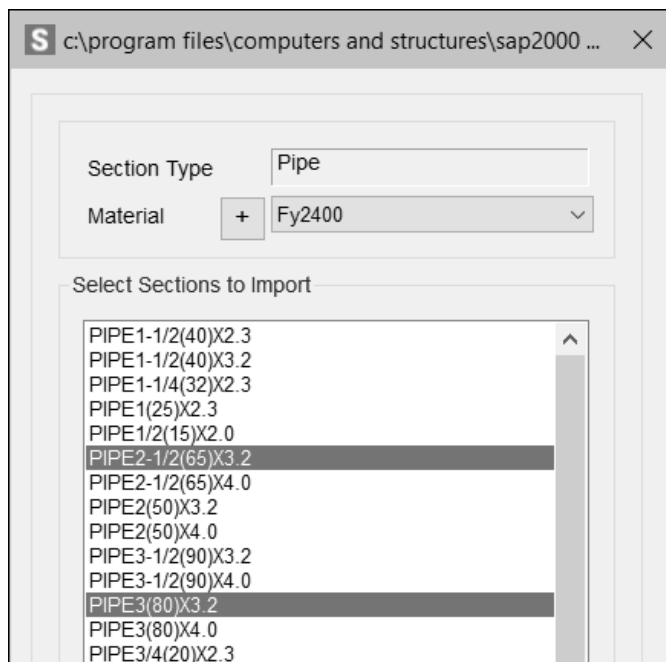 S c:\program files\computers and structures\sap2000 ...
Section Type Pipe
Material + Fy2400
Select Sections to Import
PIPE1-1/2(40)X2.3
PIPE1-1/2(40)X3.2
PIPE1-1/4(32)X2.3
PIPE1(25)X2.3
PIPE1/2(15)X2.0
PIPE2-1/2(65)X3.2
PIPE2-1/2(65)X4.0
PIPE2(50)X3.2
PIPE2(50)X4.0
PIPE3-1/2(90)X3.2
PIPE3-1/2(90)X4.0
PIPE3(80)X3.2
PIPE3(80)X4.0
PIPE3/4(20)X2.3